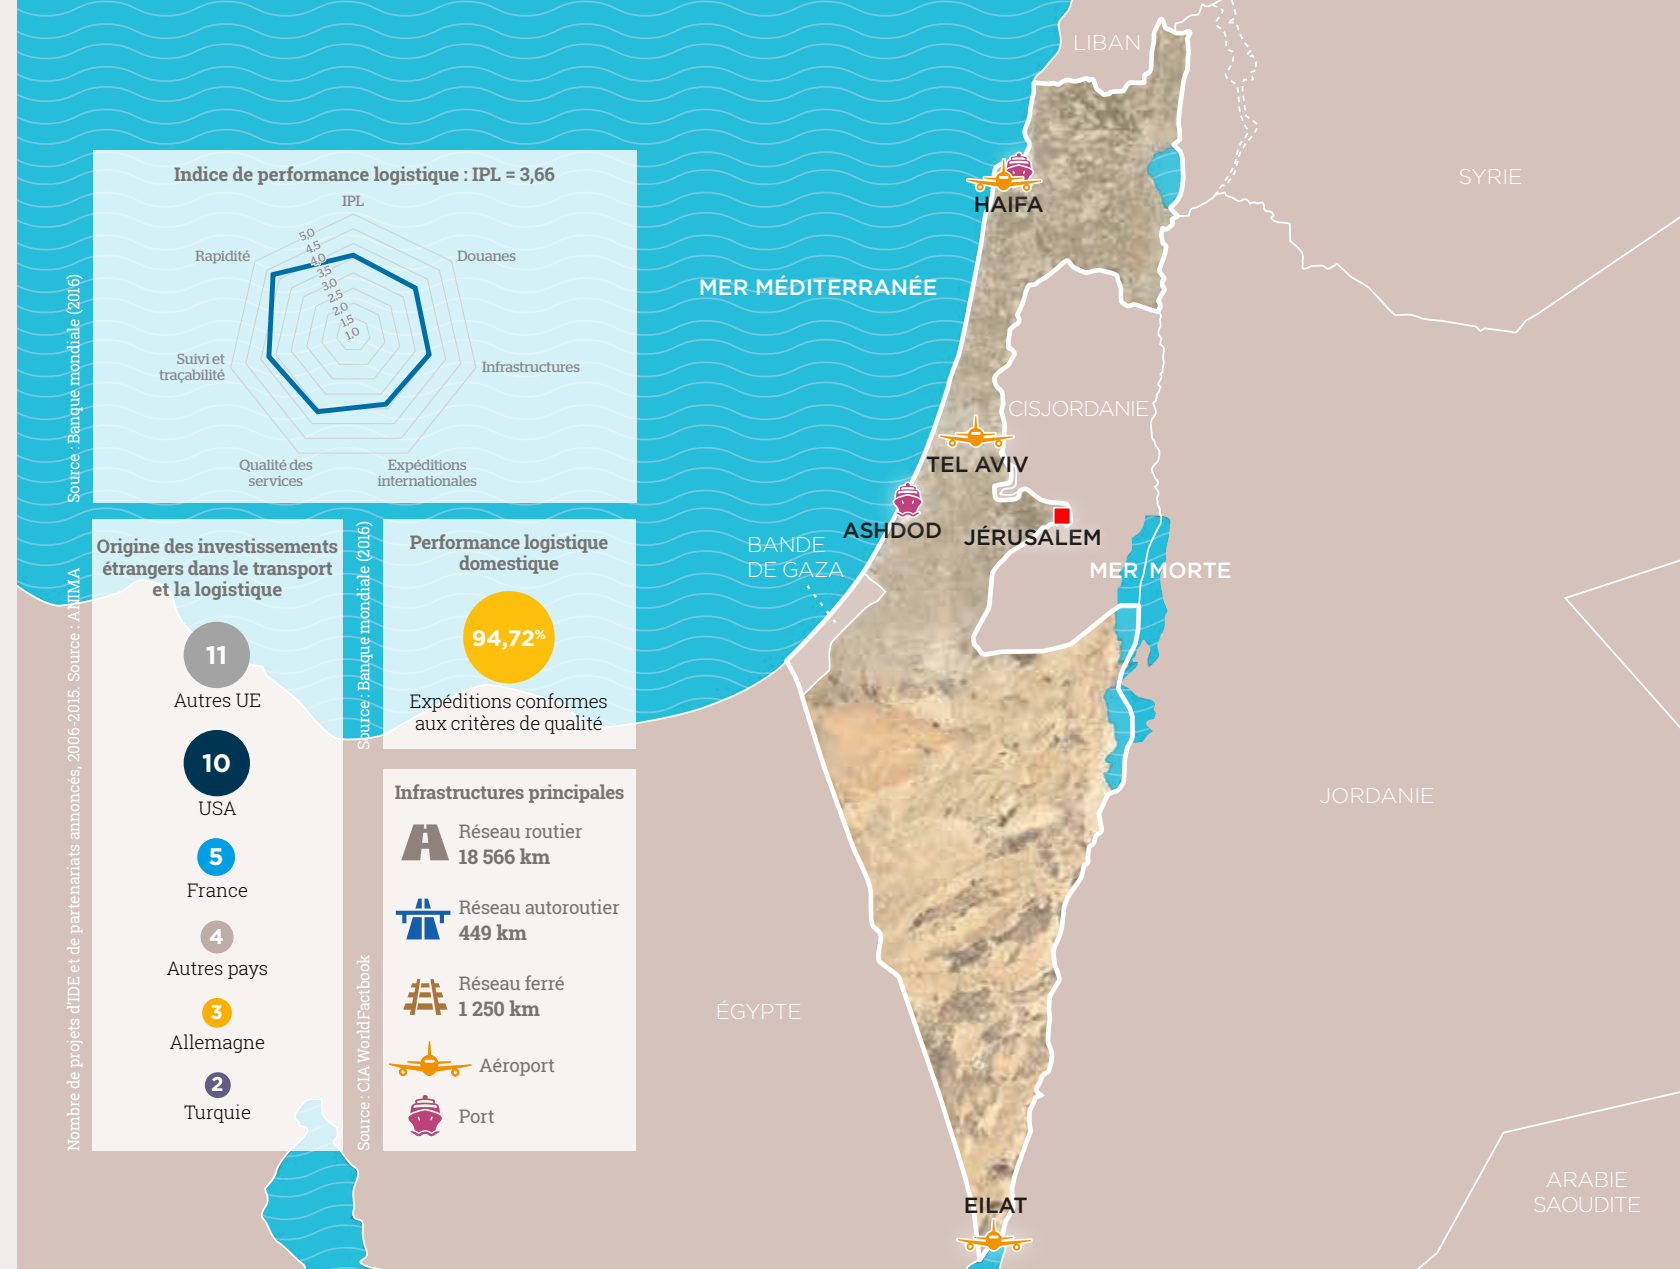 Indice de performance logistique : IPL = 3,66
IPL
Douanes
Infrastructures
Expéditions
internationales
Qualité des
services
Suivi et
traçabilité
Rapidité
5,0
4,5
4,0
3,5
3,0
2,5
2,0
1,5
1,0
Source : Banque mondiale (2016)
Origine des investissements
étrangers dans le transport
et la logistique
11
Autres UE
10
USA
5
France
4
Autres pays
3
Allemagne
2
Turquie
Nombre de projets d'IDE et de partenariats annoncés, 2006-2015. Source : ANIMA
Performance logistique
domestique
94,72%
Expéditions conformes
aux critères de qualité
Source : Banque mondiale (2016)
Infrastructures principales
Réseau routier
18 566 km
Réseau autoroutier
449 km
Réseau ferré
1 250 km
Aéroport
Port
Source : CIA World Factbook
LIBAN
SYRIE
HAIFA
MER MÉDITERRANÉE
CISJORDANIE
TEL AVIV
ASHDOD
JÉRUSALEM
BANDE
DE GAZA
MER MORTE
JORDANIE
ÉGYPTE
ARABIE
SAOUDITE
EILAT